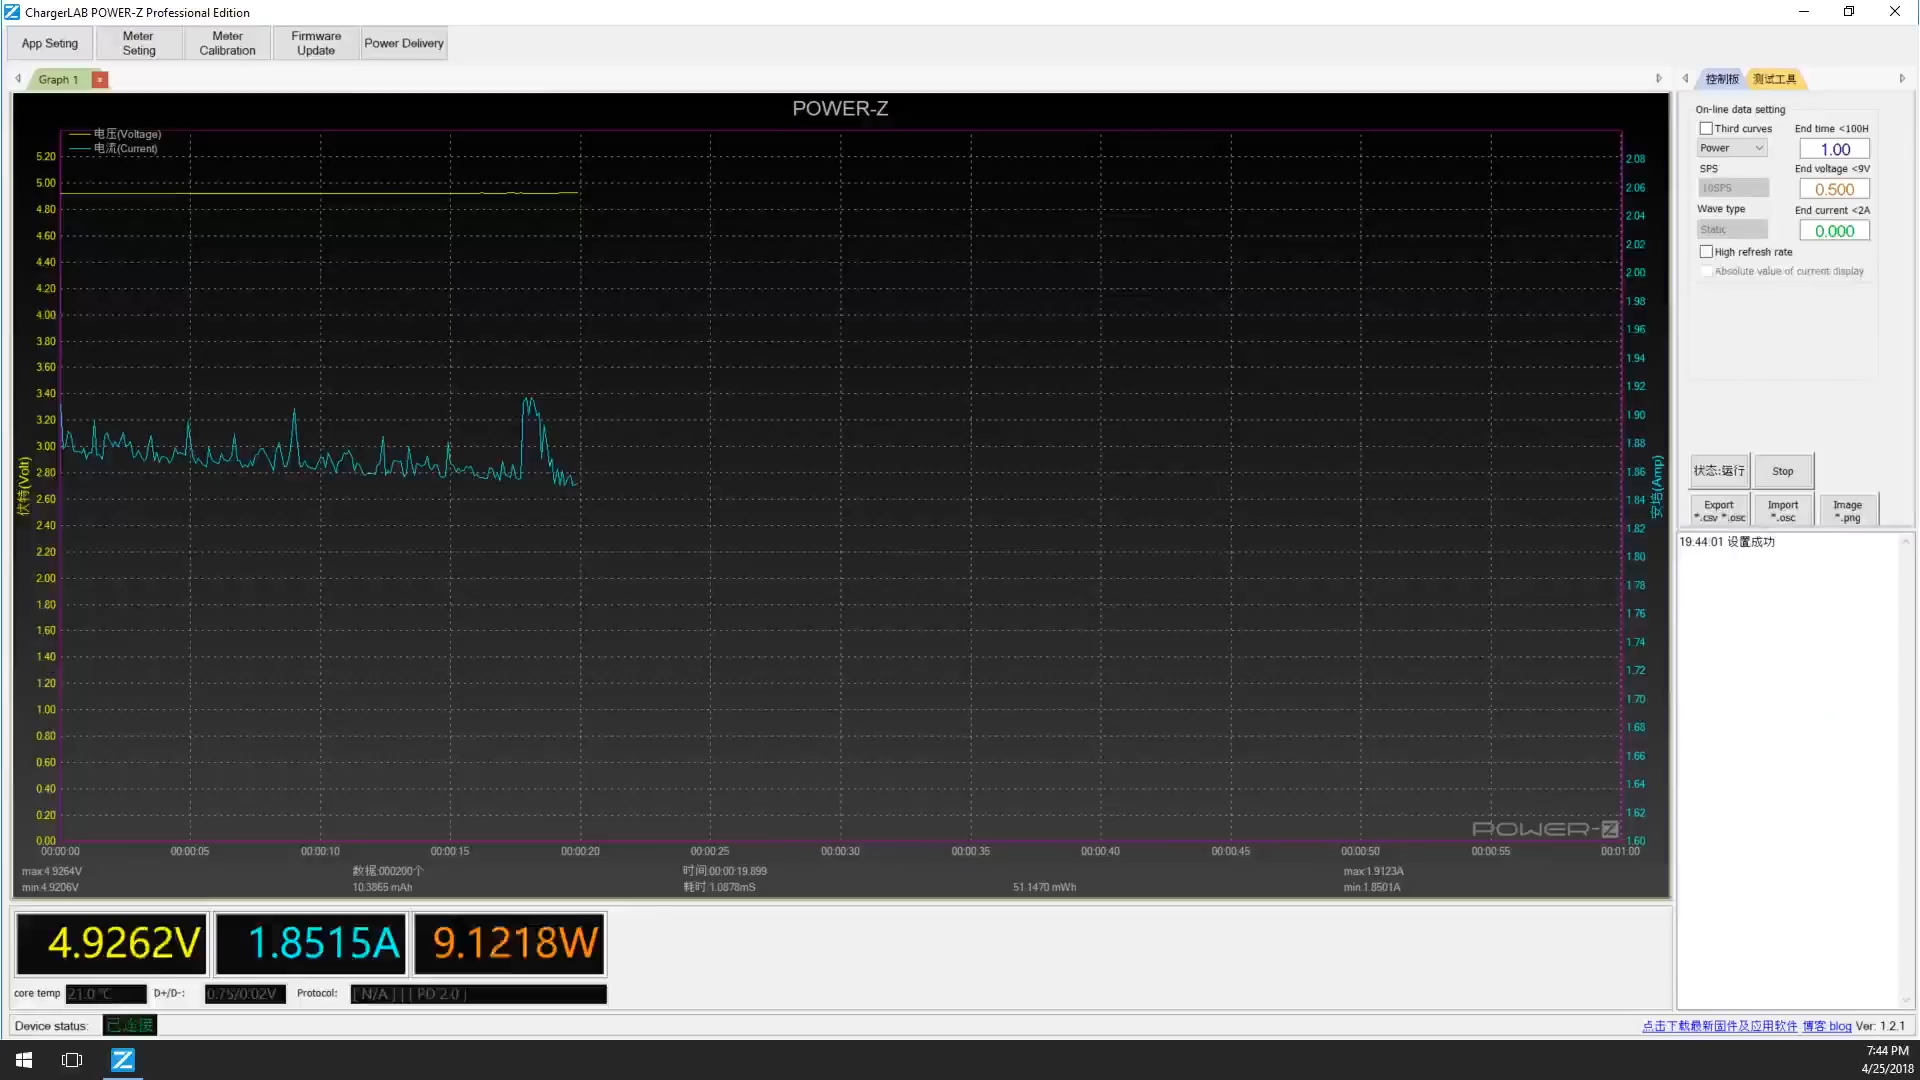 ChargerLAB POWER-Z Professional Edition
App Seting
Meter
Seting
Meter
Calibration
Firmware
Update
Power Delivery
Graph 1
POWER-Z
电压(Voltage)
电流(Current)
5.20
5.00
4.80
4.60
4.40
4.20
4.00
3.80
3.60
3.40
3.20
3.00
2.80
2.60
2.40
2.20
2.00
1.80
1.60
1.40
1.20
1.00
0.80
0.60
0.40
0.20
0.00
伏特(Volt)
2.08
2.06
2.04
2.02
2.00
1.98
1.96
1.94
1.92
1.90
1.88
1.86
1.84
1.82
1.80
1.78
1.76
1.74
1.72
1.70
1.68
1.66
1.64
1.62
1.60
安培(Amp)
POWER-Z
00:00:00 00:00:05 00:00:10 00:00:15 00:00:20 00:00:25 00:00:30 00:00:35 00:00:40 00:00:45 00:00:50 00:00:55 00:01:00
max:4.9264V 数据:000200个 时间:00:00:19.899 max:1.9123A
min:4.9206V 10.3865 mAh 耗时:1.0878mS 51.1470 mWh min:1.8501A
4.9262V 1.8515A 9.1218W
core temp 21.0 ℃ D+/D-: 0.75/0.02V Protocol: [ N/A ] [ [ PD 2.0 ]
Device status: 已连接
控制板 测试工具
On-line data setting
Third curves End time <100H
Power 1.00
SPS End voltage <9V
10SPS 0.500
Wave type End current <2A
Static 0.000
High refresh rate
Absolute value of current display
状态:运行 Stop
Export
*.csv *.osc
Import
*.osc
Image
*.png
19:44:01 设置成功
点击下载最新固件及应用软件 博客 blog Ver: 1.2.1
7:44 PM
4/25/2018